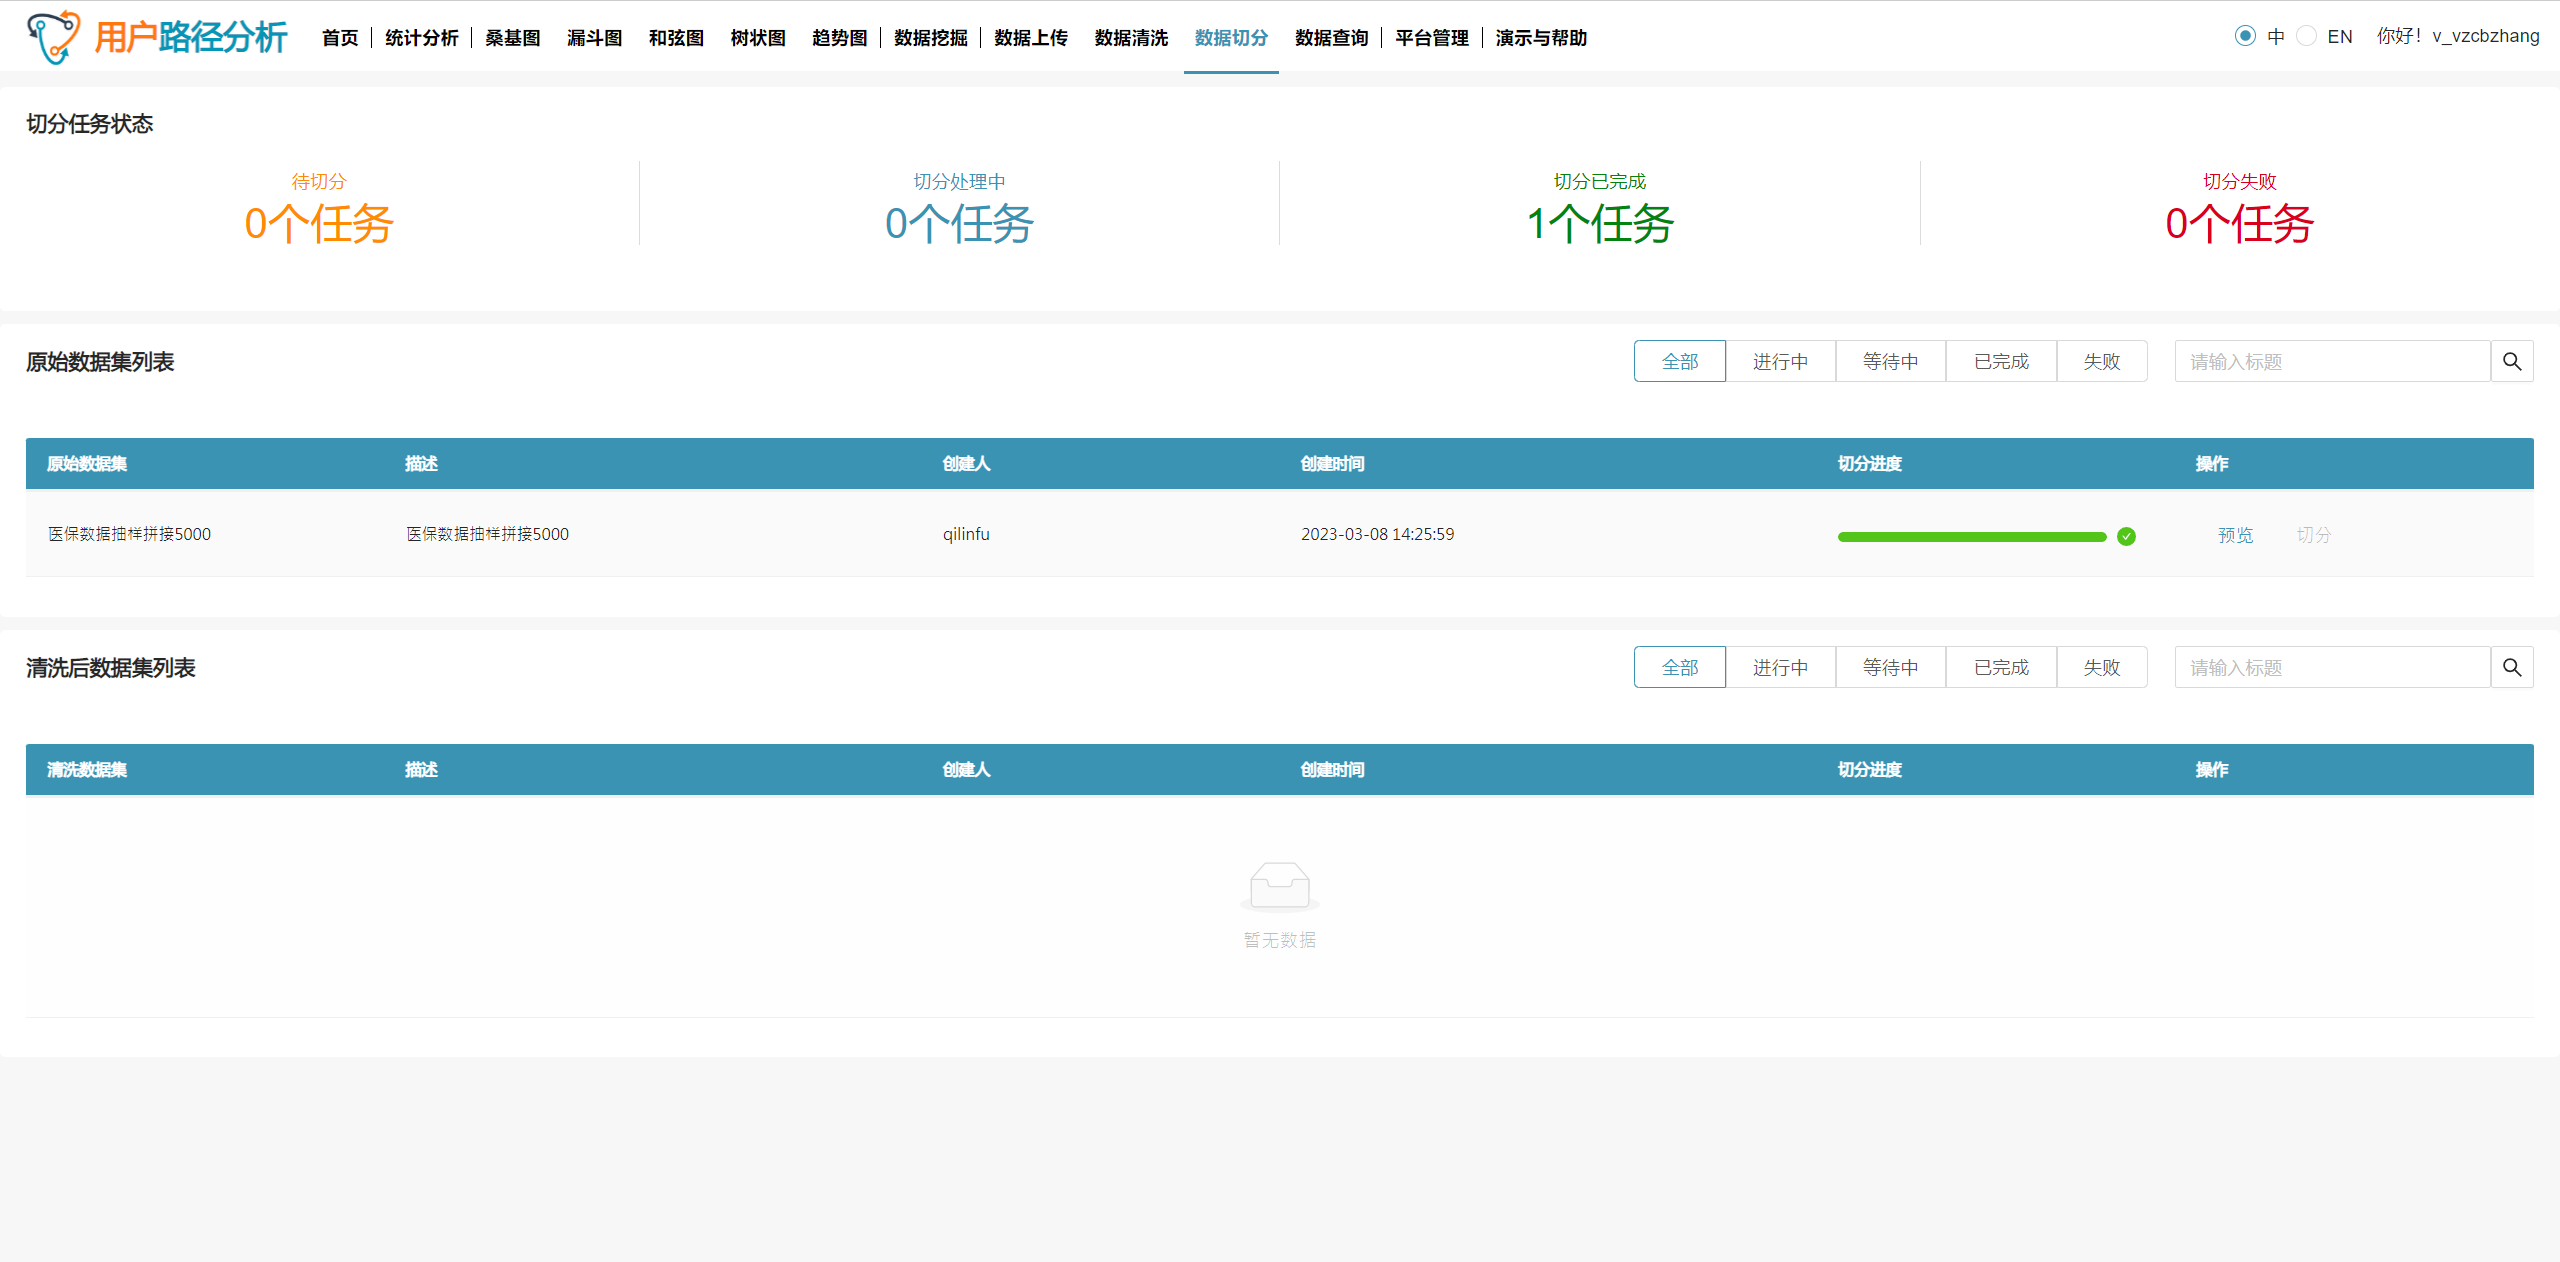 用户路径分析 首页 统计分析 桑基图 漏斗图 和弦图 树状图 趋势图 数据挖掘 数据上传 数据清洗 数据切分 数据查询 平台管理 演示与帮助 中 EN 你好！v_vzcbzhang
切分任务状态
待切分 切分处理中 切分已完成 切分失败
0个任务 0个任务 1个任务 0个任务
原始数据集列表 全部 进行中 等待中 已完成 失败 请输入标题
原始数据集 描述 创建人 创建时间 切分进度 操作
医保数据抽样拼接5000 医保数据抽样拼接5000 qilinfu 2023-03-08 14:25:59 预览 切分
清洗后数据集列表 全部 进行中 等待中 已完成 失败 请输入标题
清洗数据集 描述 创建人 创建时间 切分进度 操作
暂无数据